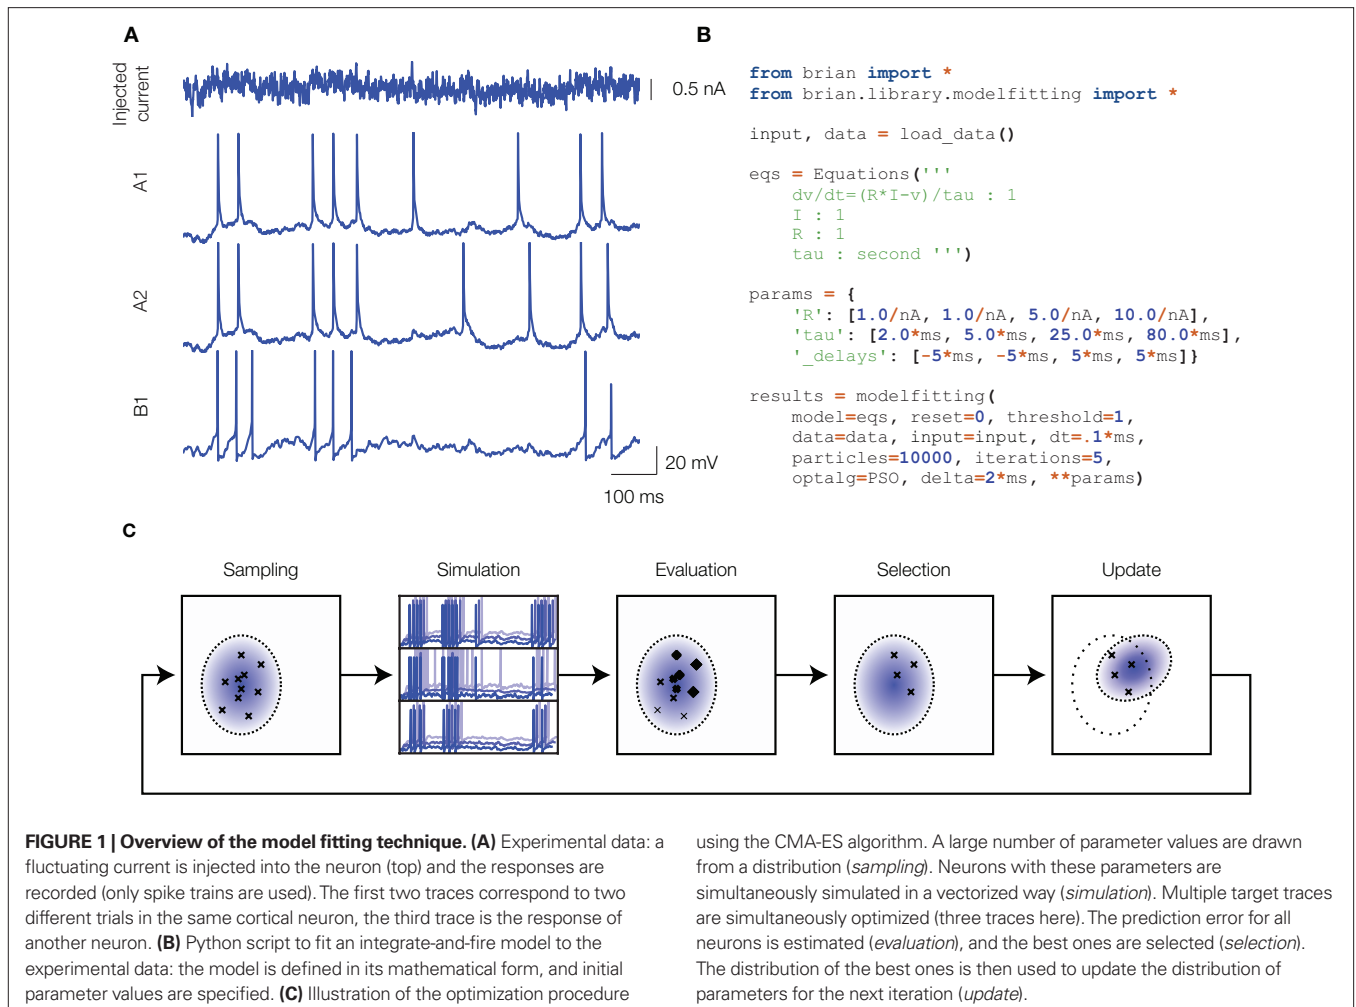 A
Injected
current
0.5 nA
A1
A2
B1
20 mV
100 ms
B
from brian import *
from brian.library.modelfitting import *
input, data = load_data()
eqs = Equations('''
dv/dt=(R*I-v)/tau : 1
I : 1
R : 1
tau : second ''')
params = {
'R': [1.0/nA, 1.0/nA, 5.0/nA, 10.0/nA],
'tau': [2.0*ms, 5.0*ms, 25.0*ms, 80.0*ms],
'_delays': [-5*ms, -5*ms, 5*ms, 5*ms]}
results = modelfitting(
model=eqs, reset=0, threshold=1,
data=data, input=input, dt=.1*ms,
particles=10000, iterations=5,
optalg=PSO, delta=2*ms, **params)
C
Sampling
Simulation
Evaluation
Selection
Update
FIGURE 1 | Overview of the model fitting technique. (A) Experimental data: a
fluctuating current is injected into the neuron (top) and the responses are
recorded (only spike trains are used). The first two traces correspond to two
different trials in the same cortical neuron, the third trace is the response of
another neuron. (B) Python script to fit an integrate-and-fire model to the
experimental data: the model is defined in its mathematical form, and initial
parameter values are specified. (C) Illustration of the optimization procedure
using the CMA-ES algorithm. A large number of parameter values are drawn
from a distribution (sampling). Neurons with these parameters are
simultaneously simulated in a vectorized way (simulation). Multiple target traces
are simultaneously optimized (three traces here). The prediction error for all
neurons is estimated (evaluation), and the best ones are selected (selection).
The distribution of the best ones is then used to update the distribution of
parameters for the next iteration (update).